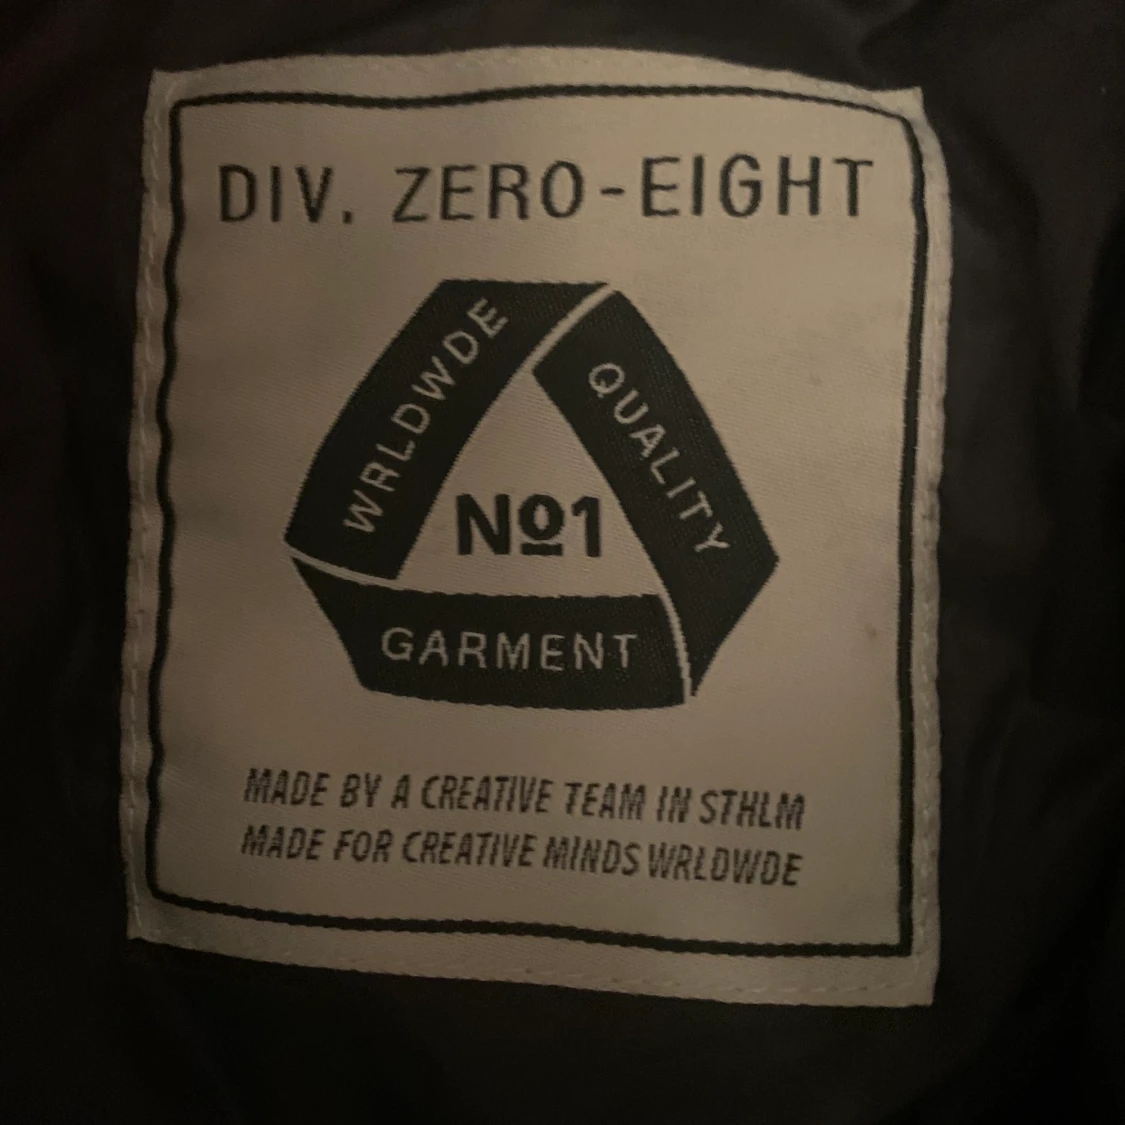 DIV. ZERO-EIGHT
WRLDWDE
QUALITY
Nº1
GARMENT
MADE BY A CREATIVE TEAM IN STHLM
MADE FOR CREATIVE MINDS WRLDWDE